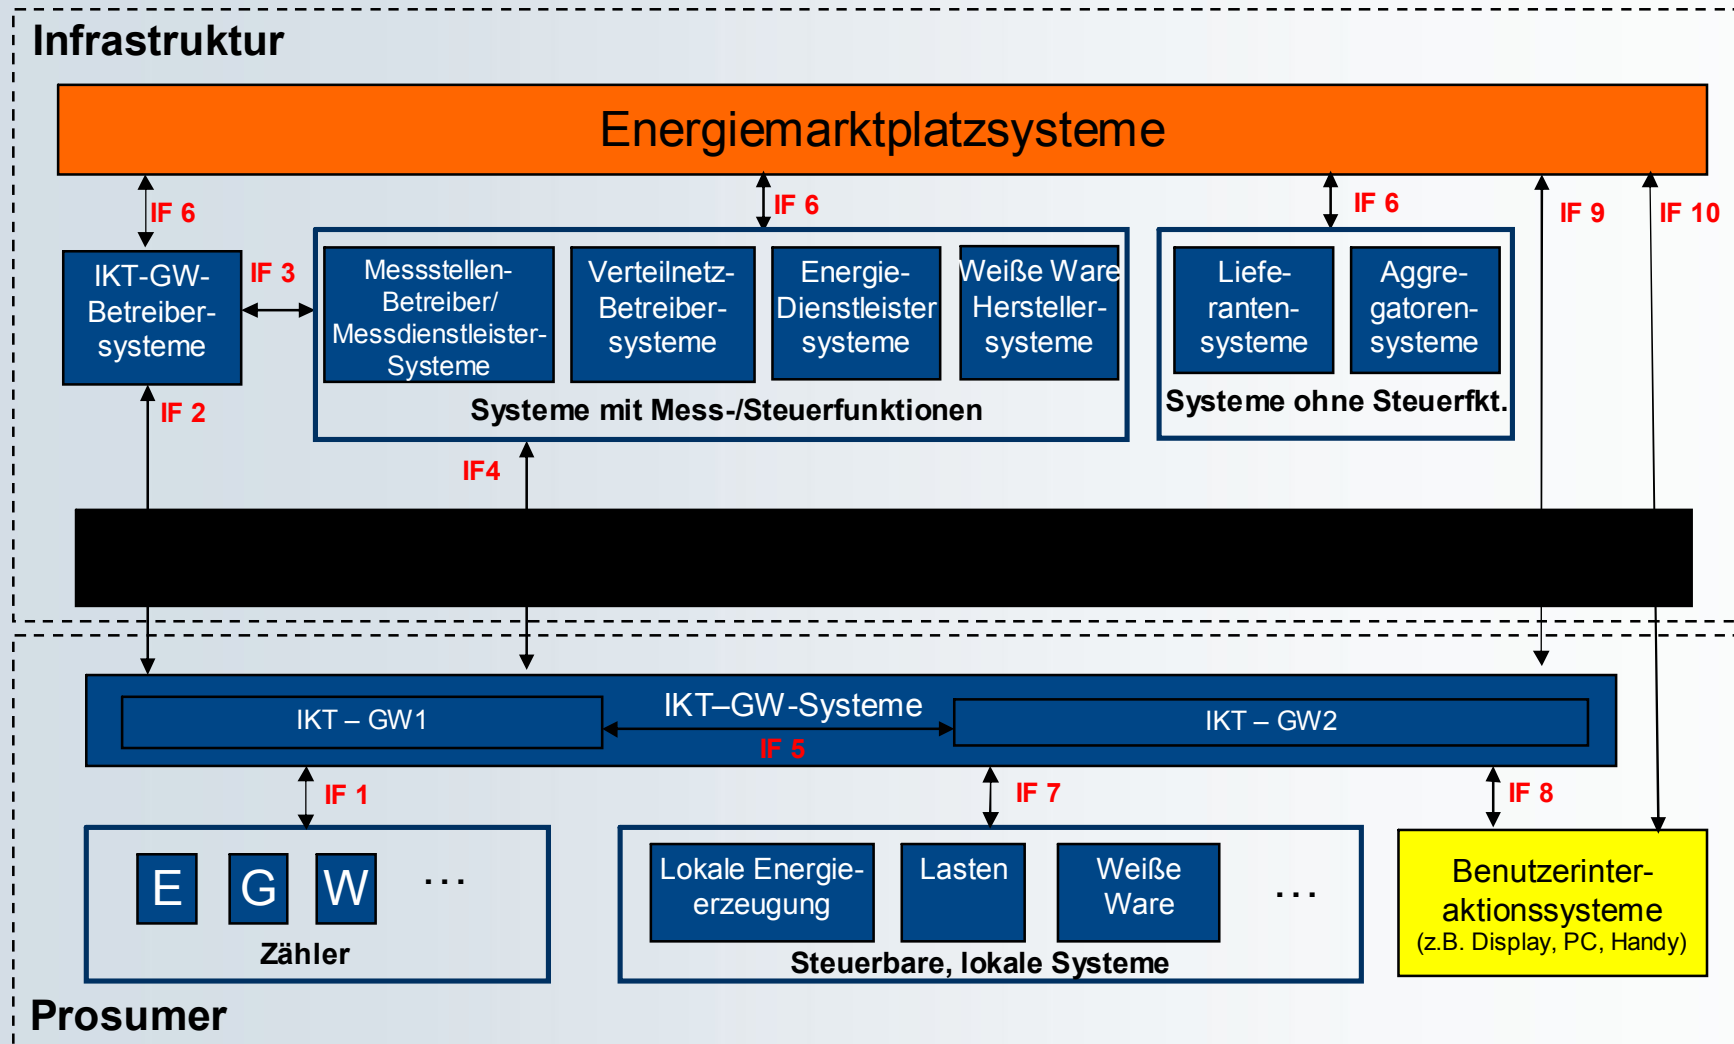 Infrastruktur
Energiemarktplatzsysteme
IF 6
IF 6
IF 6
IF 9
IF 10
IKT-GW-
Betreiber-
systeme
IF 3
Messstellen-
Betreiber/
Messdienstleister-
Systeme
Verteilnetz-
Betreiber-
systeme
Energie-
Dienstleister
systeme
Weiße Ware
Hersteller-
systeme
Systeme mit Mess-/Steuerfunktionen
Liefe-
ranten-
systeme
Aggre-
gatoren-
systeme
Systeme ohne Steuerfkt.
IF 2
IF4
IKT–GW-Systeme
IKT – GW1
IF 5
IKT – GW2
IF 1
IF 7
IF 8
E
G
W
...
Zähler
Lokale Energie-
erzeugung
Lasten
Weiße
Ware
...
Steuerbare, lokale Systeme
Benutzerinter-
aktionssysteme
(z.B. Display, PC, Handy)
Prosumer